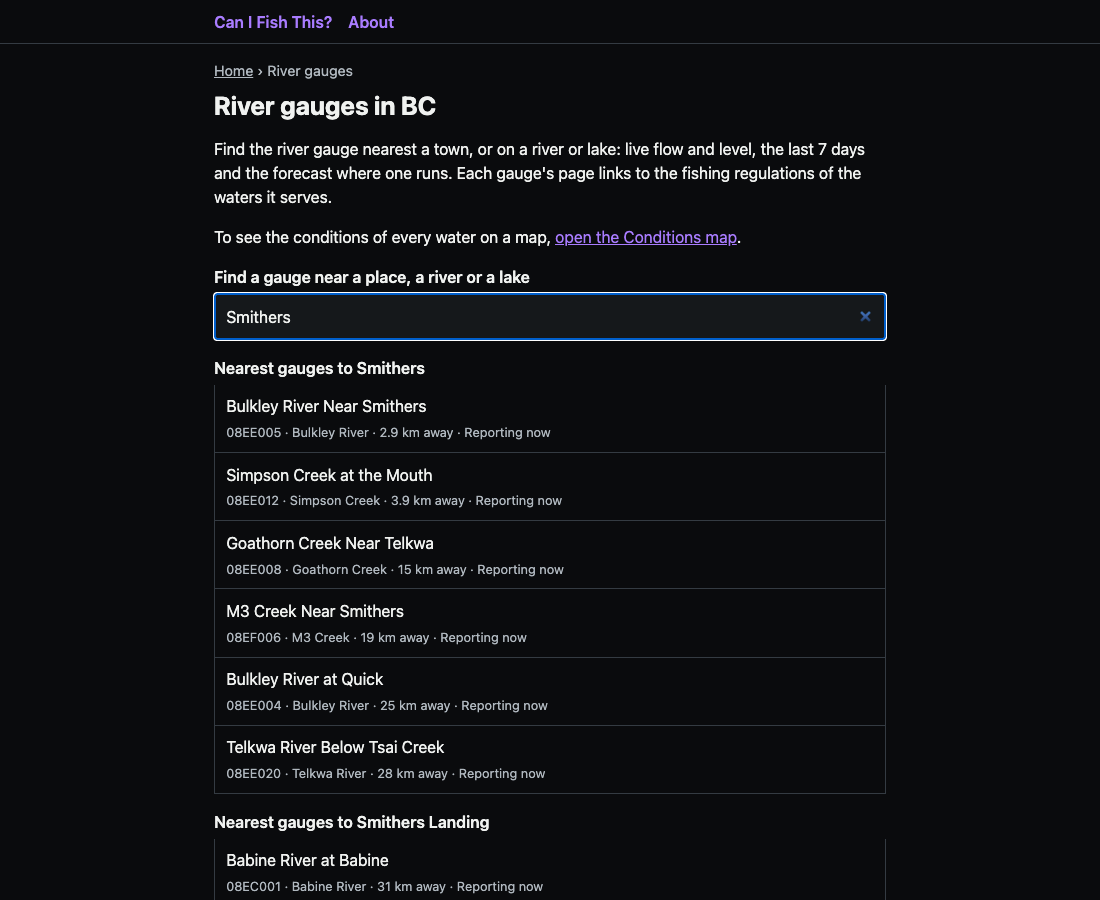 Can I Fish This? About
Home › River gauges
River gauges in BC
Find the river gauge nearest a town, or on a river or lake: live flow and level, the last 7 days
and the forecast where one runs. Each gauge's page links to the fishing regulations of the
waters it serves.
To see the conditions of every water on a map, open the Conditions map.
Find a gauge near a place, a river or a lake
Smithers
Nearest gauges to Smithers
Bulkley River Near Smithers
08EE005 · Bulkley River · 2.9 km away · Reporting now
Simpson Creek at the Mouth
08EE012 · Simpson Creek · 3.9 km away · Reporting now
Goathorn Creek Near Telkwa
08EE008 · Goathorn Creek · 15 km away · Reporting now
M3 Creek Near Smithers
08EF006 · M3 Creek · 19 km away · Reporting now
Bulkley River at Quick
08EE004 · Bulkley River · 25 km away · Reporting now
Telkwa River Below Tsai Creek
08EE020 · Telkwa River · 28 km away · Reporting now
Nearest gauges to Smithers Landing
Babine River at Babine
08EC001 · Babine River · 31 km away · Reporting now